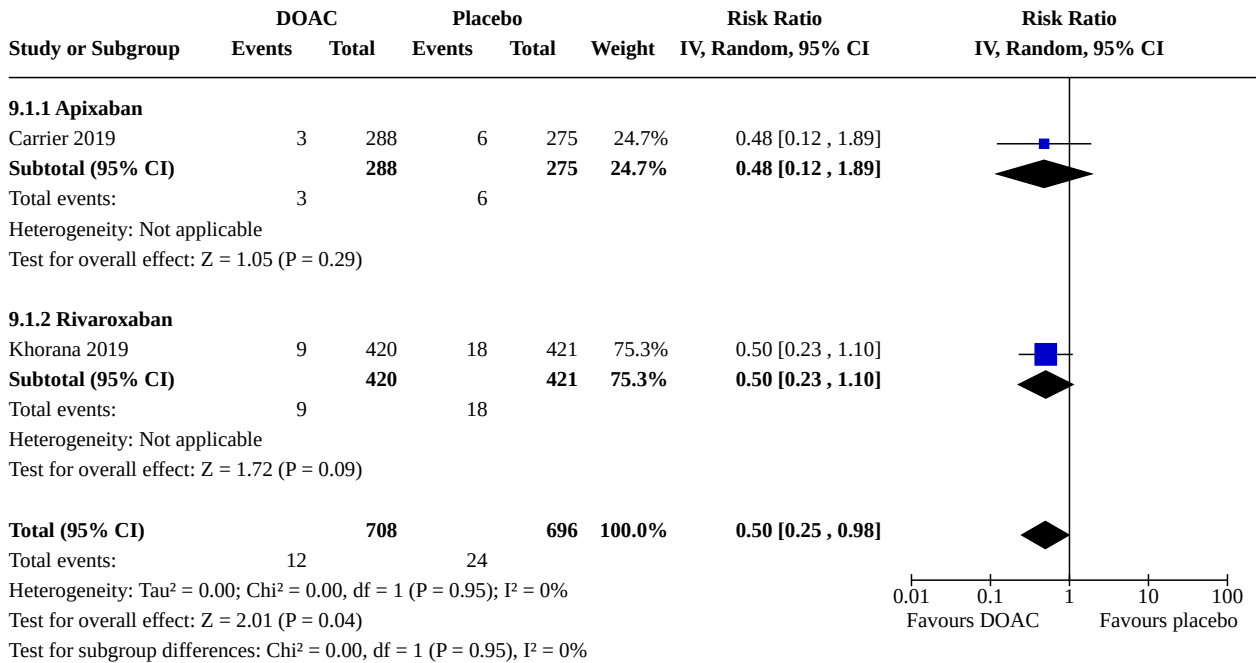 DOAC Placebo Risk Ratio Risk Ratio
Study or Subgroup Events Total Events Total Weight IV, Random, 95% CI IV, Random, 95% CI
9.1.1 Apixaban
Carrier 2019 3 288 6 275 24.7% 0.48 [0.12 , 1.89]
Subtotal (95% CI) 288 275 24.7% 0.48 [0.12 , 1.89]
Total events: 3 6
Heterogeneity: Not applicable
Test for overall effect: Z = 1.05 (P = 0.29)
9.1.2 Rivaroxaban
Khorana 2019 9 420 18 421 75.3% 0.50 [0.23 , 1.10]
Subtotal (95% CI) 420 421 75.3% 0.50 [0.23 , 1.10]
Total events: 9 18
Heterogeneity: Not applicable
Test for overall effect: Z = 1.72 (P = 0.09)
Total (95% CI) 708 696 100.0% 0.50 [0.25 , 0.98]
Total events: 12 24
Heterogeneity: Tau² = 0.00; Chi² = 0.00, df = 1 (P = 0.95); I² = 0%
0.01 0.1 1 10 100
Test for overall effect: Z = 2.01 (P = 0.04)
Favours DOAC Favours placebo
Test for subgroup differences: Chi² = 0.00, df = 1 (P = 0.95), I² = 0%